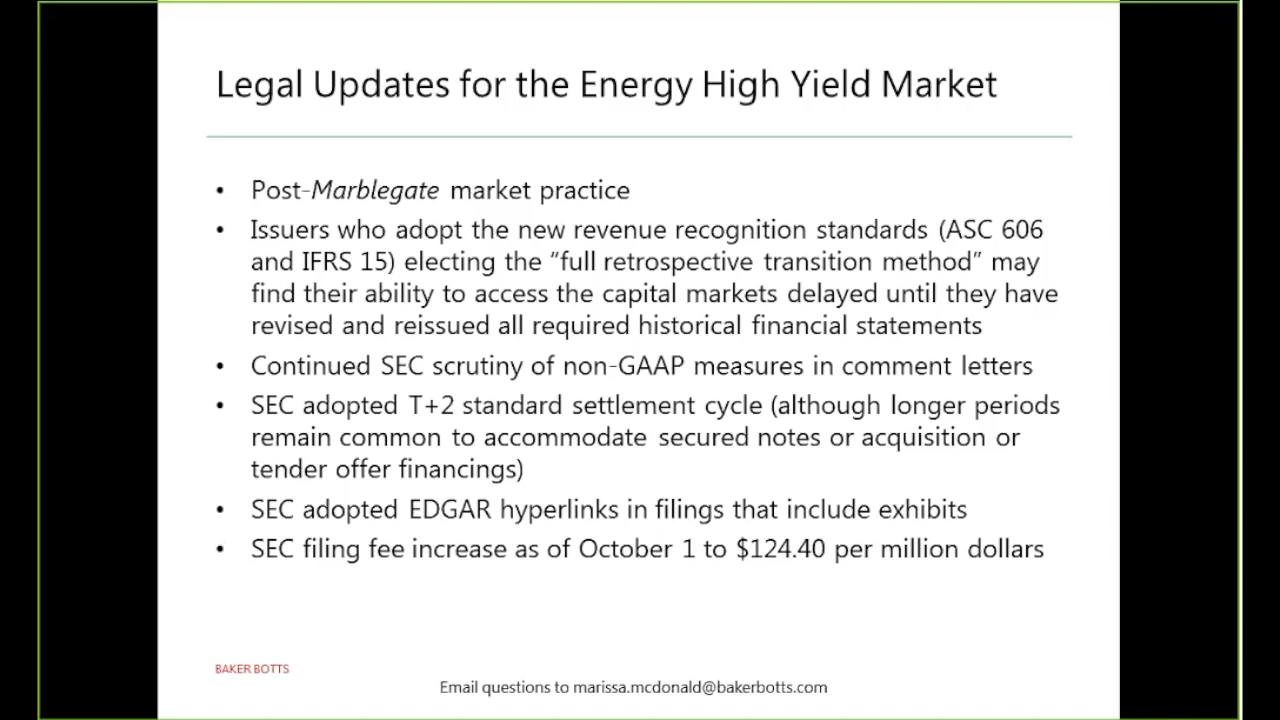 Legal Updates for the Energy High Yield Market
• Post-Marblegate market practice
• Issuers who adopt the new revenue recognition standards (ASC 606
and IFRS 15) electing the “full retrospective transition method” may
find their ability to access the capital markets delayed until they have
revised and reissued all required historical financial statements
• Continued SEC scrutiny of non-GAAP measures in comment letters
• SEC adopted T+2 standard settlement cycle (although longer periods
remain common to accommodate secured notes or acquisition or
tender offer financings)
• SEC adopted EDGAR hyperlinks in filings that include exhibits
• SEC filing fee increase as of October 1 to $124.40 per million dollars
BAKER BOTTS
Email questions to marissa.mcdonald@bakerbotts.com